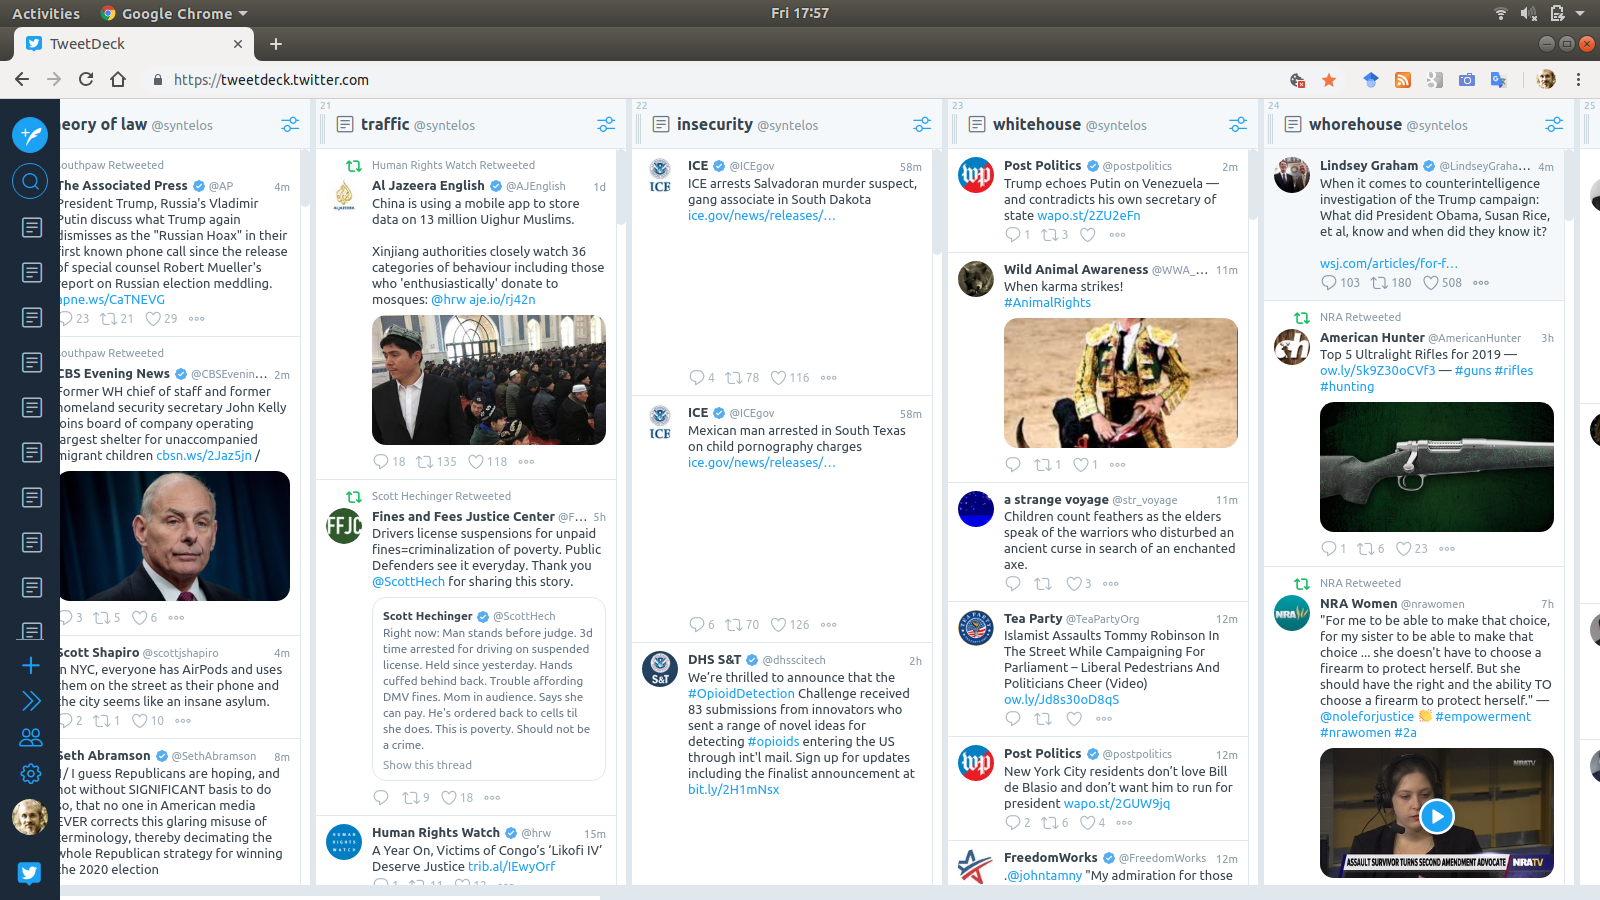 Activities
Google Chrome
Fri 17:57
TweetDeck
https://tweetdeck.twitter.com
eory of law @syntelos
southpaw Retweeted
The Associated Press @AP 4m
President Trump, Russia's Vladimir
Putin discuss what Trump again
dismisses as the "Russian Hoax" in their
first known phone call since the release
of special counsel Robert Mueller's
report on Russian election meddling.
apne.ws/CaTNEVG
23 21 29
southpaw Retweeted
CBS Evening News @CBSEvenin... 2m
Former WH chief of staff and former
homeland security secretary John Kelly
joins board of company operating
largest shelter for unaccompanied
migrant children cbsn.ws/2Jaz5jn /
3 5 6
Scott Shapiro @scottjshapiro 4m
In NYC, everyone has AirPods and uses
them on the street as their phone and
the city seems like an insane asylum.
2 1 10
Seth Abramson @SethAbramson 8m
1/ I guess Republicans are hoping, and
not without SIGNIFICANT basis to do
so, that no one in American media
EVER corrects this glaring misuse of
terminology, thereby decimating the
whole Republican strategy for winning
the 2020 election
21
traffic @syntelos
Human Rights Watch Retweeted
Al Jazeera English @AJEnglish 1d
China is using a mobile app to store
data on 13 million Uighur Muslims.
Xinjiang authorities closely watch 36
categories of behaviour including those
who 'enthusiastically' donate to
mosques: @hrw aje.io/rj42n
18 135 118
Scott Hechinger Retweeted
FFJC
Fines and Fees Justice Center @F... 5h
Drivers license suspensions for unpaid
fines=criminalization of poverty. Public
Defenders see it everyday. Thank you
@ScottHech for sharing this story.
Scott Hechinger @ScottHech
Right now: Man stands before judge. 3d
time arrested for driving on suspended
license. Held since yesterday. Hands
cuffed behind back. Trouble affording
DMV fines. Mom in audience. Says she
can pay. He's ordered back to cells til
she does. This is poverty. Should not be
a crime.
Show this thread
9 18
HUMAN
RIGHTS
WATCH
Human Rights Watch @hrw 15m
A Year On, Victims of Congo's 'Likofi IV'
Deserve Justice trib.al/IEwyOrf
22
insecurity @syntelos
ICE
ICE @ICEgov 58m
ICE arrests Salvadoran murder suspect,
gang associate in South Dakota
ice.gov/news/releases/...
4 78 116
ICE
ICE @ICEgov 58m
Mexican man arrested in South Texas
on child pornography charges
ice.gov/news/releases/...
6 70 126
S&T
DHS S&T @dhsscitech 2h
We're thrilled to announce that the
#OpioidDetection Challenge received
83 submissions from innovators who
sent a range of novel ideas for
detecting #opioids entering the US
through int'l mail. Sign up for updates
including the finalist announcement at
bit.ly/2H1mNsx
23
whitehouse @syntelos
wp
Post Politics @postpolitics 2m
Trump echoes Putin on Venezuela —
and contradicts his own secretary of
state wapo.st/2ZU2eFn
1 3
Wild Animal Awareness @WWA_... 11m
When karma strikes!
#AnimalRights
1 1
a strange voyage @str_voyage 11m
Children count feathers as the elders
speak of the warriors who disturbed an
ancient curse in search of an enchanted
axe.
3
Tea Party @TeaPartyOrg 12m
Islamist Assaults Tommy Robinson In
The Street While Campaigning For
Parliament – Liberal Pedestrians And
Politicians Cheer (Video)
ow.ly/Jd8s30oD8qS
wp
Post Politics @postpolitics 12m
New York City residents don't love Bill
de Blasio and don't want him to run for
president wapo.st/2GUW9jq
2 6 4
FreedomWorks @FreedomWorks 12m
.@johntamny "My admiration for those
24
whorehouse @syntelos
Lindsey Graham @LindseyGraha... 4m
When it comes to counterintelligence
investigation of the Trump campaign:
What did President Obama, Susan Rice,
et al, know and when did they know it?
wsj.com/articles/for-f...
103 180 508
NRA Retweeted
American Hunter @AmericanHunter 3h
Top 5 Ultralight Rifles for 2019 —
ow.ly/5k9Z30oCVf3 — #guns #rifles
#hunting
1 6 23
NRA Retweeted
NRA
NRA Women @nrawomen 7h
"For me to be able to make that choice,
for my sister to be able to make that
choice ... she doesn't have to choose a
firearm to protect herself. But she
should have the right and the ability TO
choose a firearm to protect herself." —
@noleforjustice 👏 #empowerment
#nrawomen #2a
NRATV
ASSAULT SURVIVOR TURNS SECOND AMENDMENT ADVOCATE NRATV
25